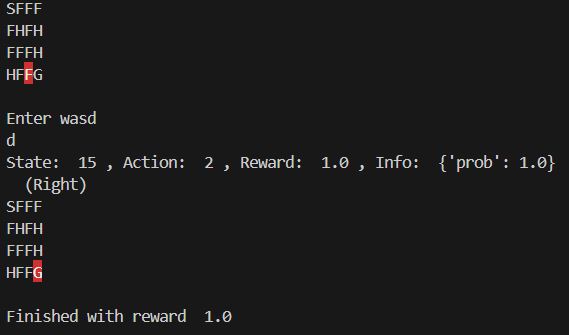 SFFF
FHFH
FFFH
HFFG
Enter wasd
d
State:  15 , Action:  2 , Reward:  1.0 , Info:  {'prob': 1.0}
  (Right)
SFFF
FHFH
FFFH
HFFG
Finished with reward  1.0